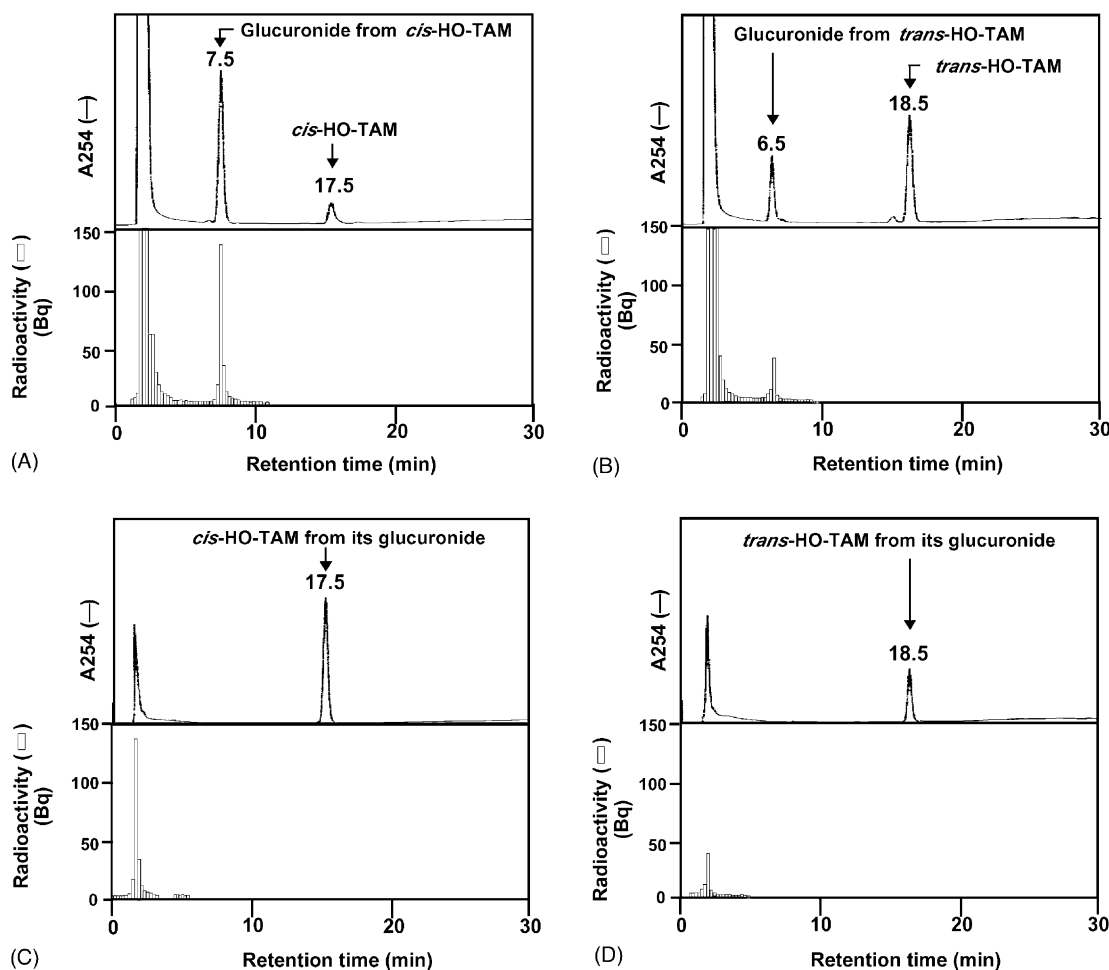 Glucuronide from cis-HO-TAM
7.5
cis-HO-TAM
17.5
A254 (—)
150
100
50
0
Radioactivity (▯)
(Bq)
0 10 20 30
Retention time (min)
(A)
Glucuronide from trans-HO-TAM
trans-HO-TAM
18.5
6.5
A254 (—)
150
100
50
0
Radioactivity (▯)
(Bq)
0 10 20 30
Retention time (min)
(B)
cis-HO-TAM from its glucuronide
17.5
A254 (—)
150
100
50
0
Radioactivity (▯)
(Bq)
0 10 20 30
Retention time (min)
(C)
trans-HO-TAM from its glucuronide
18.5
A254 (—)
150
100
50
0
Radioactivity (▯)
(Bq)
0 10 20 30
Retention time (min)
(D)